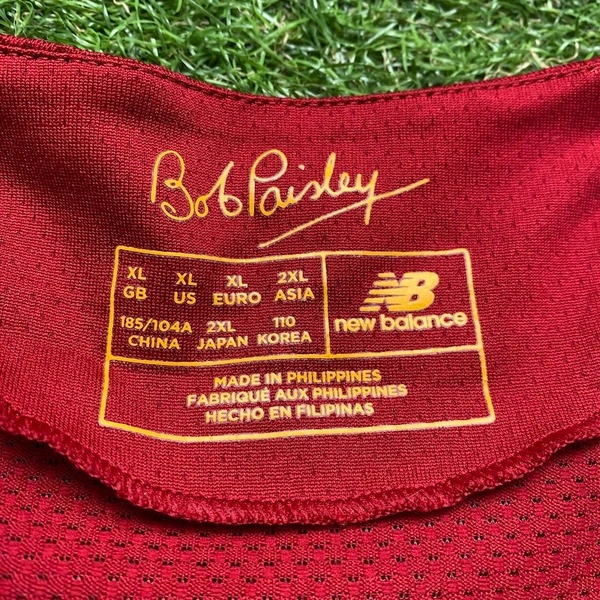 Bob Paisley
XL XL XL 2XL
GB US EURO ASIA
185/104A 2XL 110
CHINA JAPAN KOREA
NB
new balance
MADE IN PHILIPPINES
FABRIQUÉ AUX PHILIPPINES
HECHO EN FILIPINAS